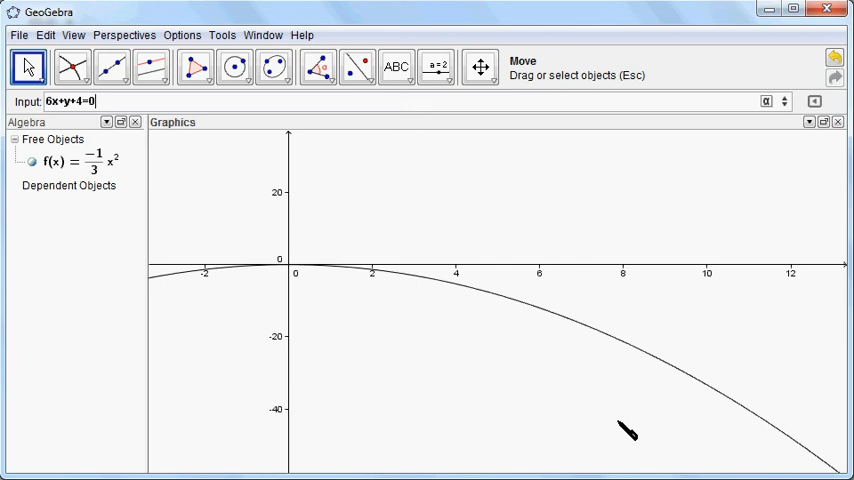 GeoGebra
File Edit View Perspectives Options Tools Window Help
ABC
a = 2
Move
Drag or select objects (Esc)
Input: 6x+y+4=0
α
Algebra
Graphics
Free Objects
f(x) = -1/3 x²
Dependent Objects
20
0
-2 0 2 4 6 8 10 12
-20
-40